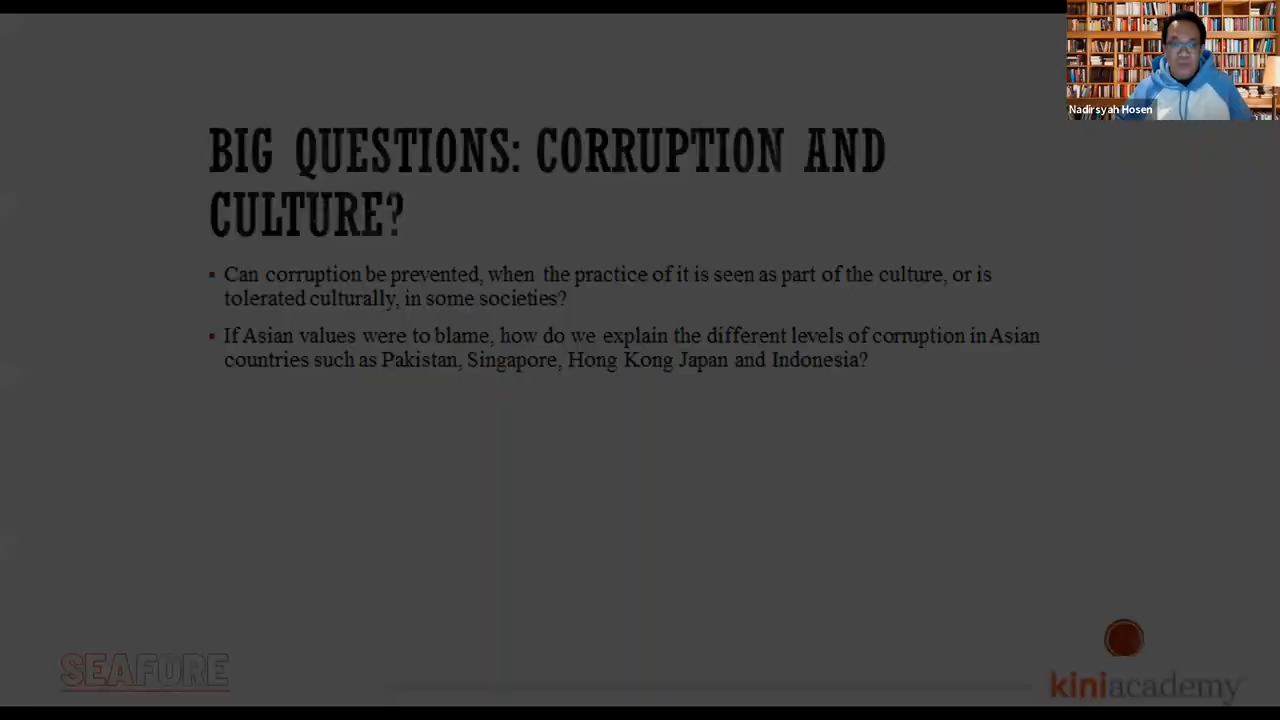 Nadirsyah Hosen
BIG QUESTIONS: CORRUPTION AND
CULTURE?
▪ Can corruption be prevented, when the practice of it is seen as part of the culture, or is
tolerated culturally, in some societies?
▪ If Asian values were to blame, how do we explain the different levels of corruption in Asian
countries such as Pakistan, Singapore, Hong Kong Japan and Indonesia?
SEAFORE
kiniacademy